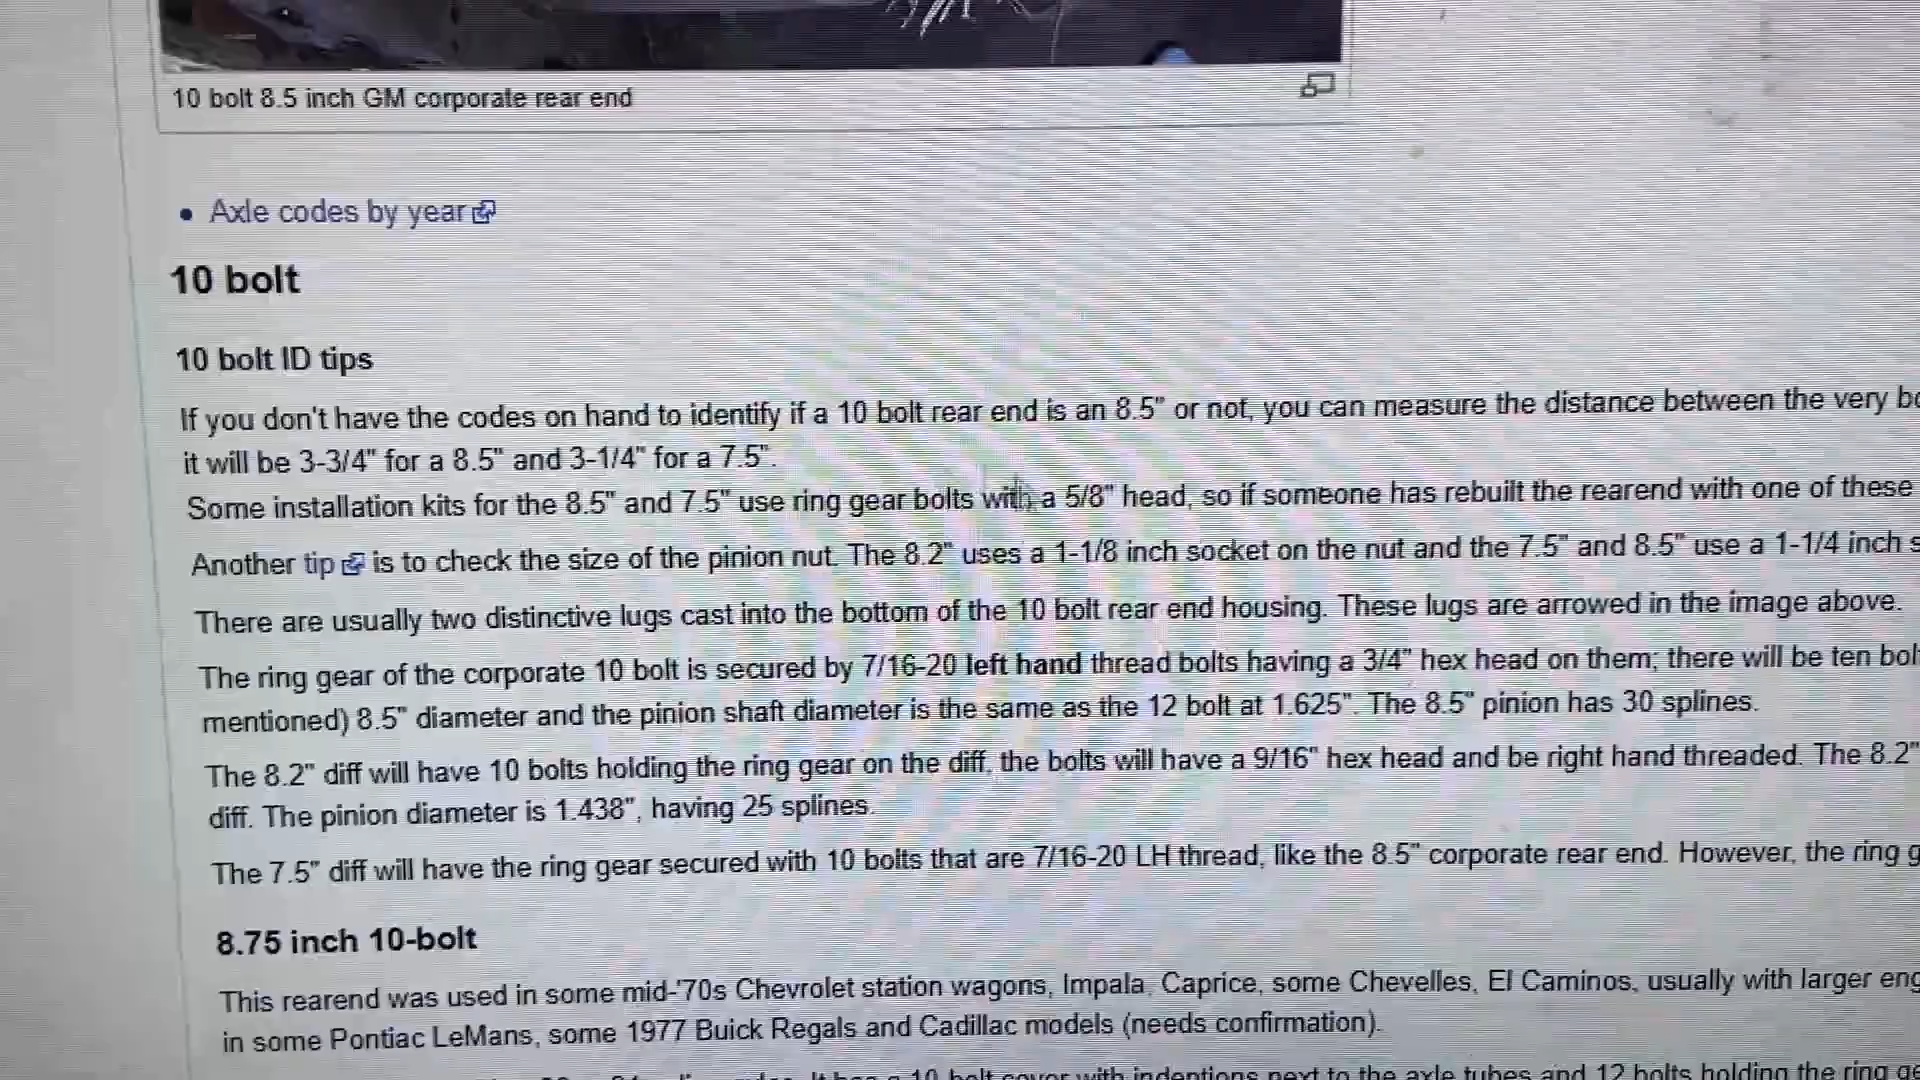 10 bolt 8.5 inch GM corporate rear end
Axle codes by year
10 bolt
10 bolt ID tips
If you don't have the codes on hand to identify if a 10 bolt rear end is an 8.5" or not, you can measure the distance between the very
it will be 3-3/4" for a 8.5" and 3-1/4" for a 7.5".
Some installation kits for the 8.5" and 7.5" use ring gear bolts with a 5/8" head, so if someone has rebuilt the rearend with one of these
Another tip is to check the size of the pinion nut. The 8.2" uses a 1-1/8 inch socket on the nut and the 7.5" and 8.5" use a 1-1/4 inch
There are usually two distinctive lugs cast into the bottom of the 10 bolt rear end housing. These lugs are arrowed in the image above.
The ring gear of the corporate 10 bolt is secured by 7/16-20 left hand thread bolts having a 3/4" hex head on them; there will be ten
mentioned) 8.5" diameter and the pinion shaft diameter is the same as the 12 bolt at 1.625". The 8.5" pinion has 30 splines.
The 8.2" diff will have 10 bolts holding the ring gear on the diff, the bolts will have a 9/16" hex head and be right hand threaded. The 8.2"
diff. The pinion diameter is 1.438", having 25 splines.
The 7.5" diff will have the ring gear secured with 10 bolts that are 7/16-20 LH thread, like the 8.5" corporate rear end. However, the ring
8.75 inch 10-bolt
This rearend was used in some mid-'70s Chevrolet station wagons, Impala, Caprice, some Chevelles, El Caminos, usually with larger
in some Pontiac LeMans, some 1977 Buick Regals and Cadillac models (needs confirmation).
10 bolt cover with indentions next to the axle tubes and 12 bolts holding the ring